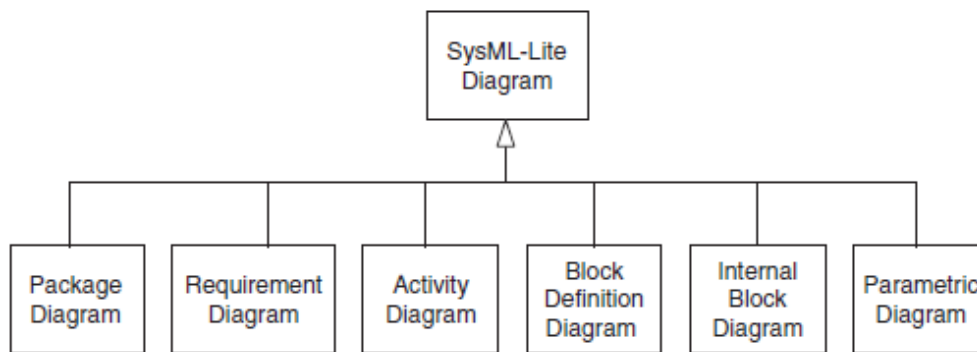 SysML-Lite
Diagram
Package
Diagram
Requirement
Diagram
Activity
Diagram
Block
Definition
Diagram
Internal
Block
Diagram
Parametric
Diagram